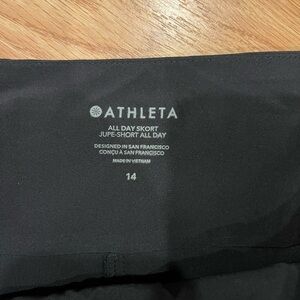 ATHLETA
ALL DAY SKORT
JUPE-SHORT ALL DAY
DESIGNED IN SAN FRANCISCO
CONÇU A SAN FRANCISCO
MADE IN VIETNAM
14